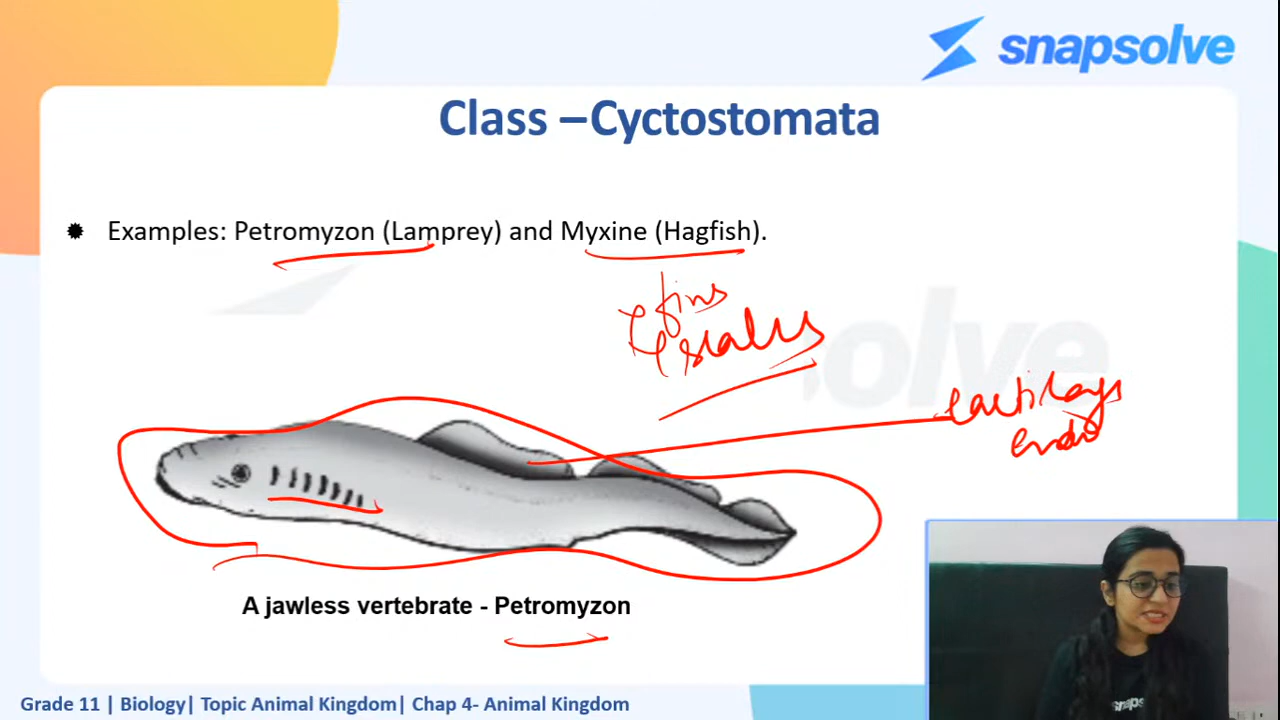 snapsolve
Class –Cyctostomata
✹ Examples: Petromyzon (Lamprey) and Myxine (Hagfish).
fins
scales
endo
A jawless vertebrate - Petromyzon
snapsolve
Grade 11 | Biology| Topic Animal Kingdom| Chap 4- Animal Kingdom